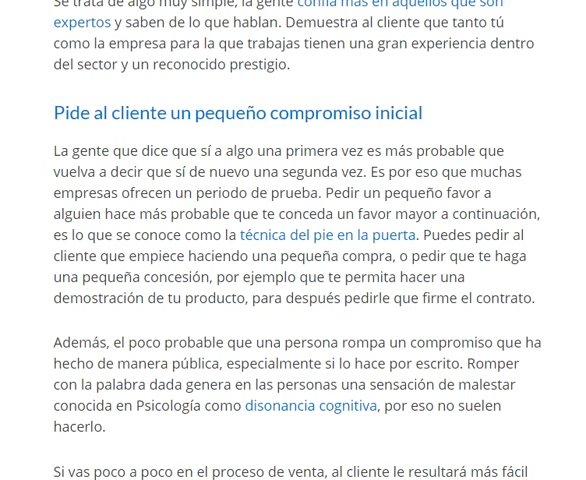 Se trata de algo muy simple, la gente confía más en aquellos que son
expertos y saben de lo que hablan. Demuestra al cliente que tanto tú
como la empresa para la que trabajas tienen una gran experiencia dentro
del sector y un reconocido prestigio.
Pide al cliente un pequeño compromiso inicial
La gente que dice que sí a algo una primera vez es más probable que
vuelva a decir que sí de nuevo una segunda vez. Es por eso que muchas
empresas ofrecen un periodo de prueba. Pedir un pequeño favor a
alguien hace más probable que te conceda un favor mayor a continuación,
es lo que se conoce como la técnica del pie en la puerta. Puedes pedir al
cliente que empiece haciendo una pequeña compra, o pedir que te haga
una pequeña concesión, por ejemplo que te permita hacer una
demostración de tu producto, para después pedirle que firme el contrato.
Además, el poco probable que una persona rompa un compromiso que ha
hecho de manera pública, especialmente si lo hace por escrito. Romper
con la palabra dada genera en las personas una sensación de malestar
conocida en Psicología como disonancia cognitiva, por eso no suelen
hacerlo.
Si vas poco a poco en el proceso de venta, al cliente le resultará más fácil